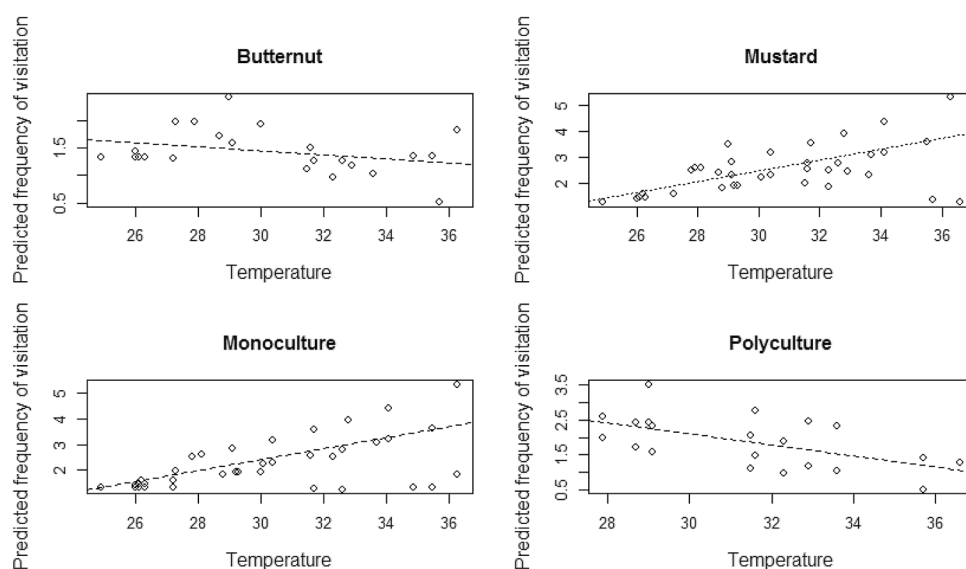 Butternut
Predicted frequency of visitation
1.5
0.5
26 28 30 32 34 36
Temperature
Mustard
Predicted frequency of visitation
5
4
3
2
26 28 30 32 34 36
Temperature
Monoculture
Predicted frequency of visitation
5
4
3
2
26 28 30 32 34 36
Temperature
Polyculture
Predicted frequency of visitation
3.5
2.5
1.5
0.5
28 30 32 34 36
Temperature